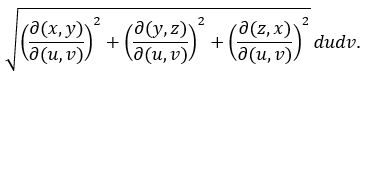 √((∂(x,y)/∂(u,v))² + (∂(y,z)/∂(u,v))² + (∂(z,x)/∂(u,v))²) dudv.